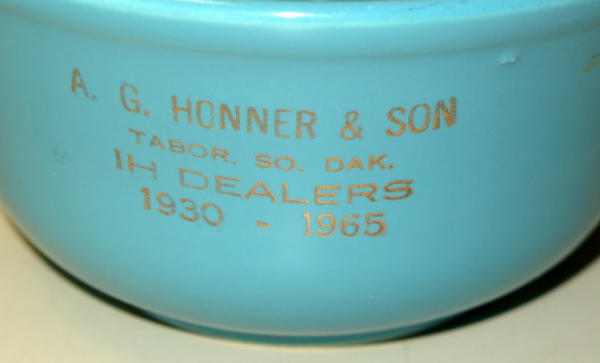 A. G. HONNER & SON
TABOR, SO. DAK.
IH DEALERS
1930 - 1965